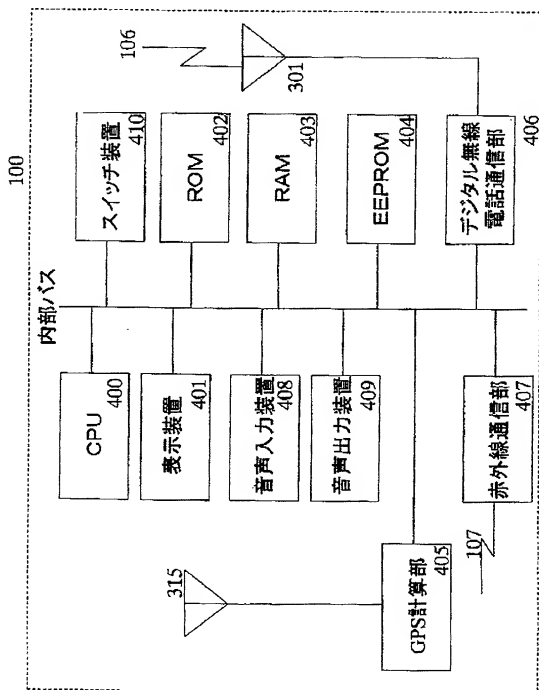 100
内部バス
CPU
400
表示装置
401
音声入力装置
408
音声出力装置
409
赤外線通信部
407
107
GPS計算部
405
315
スイッチ装置
410
ROM
402
RAM
403
EEPROM
404
デジタル無線
電話通信部
406
301
106